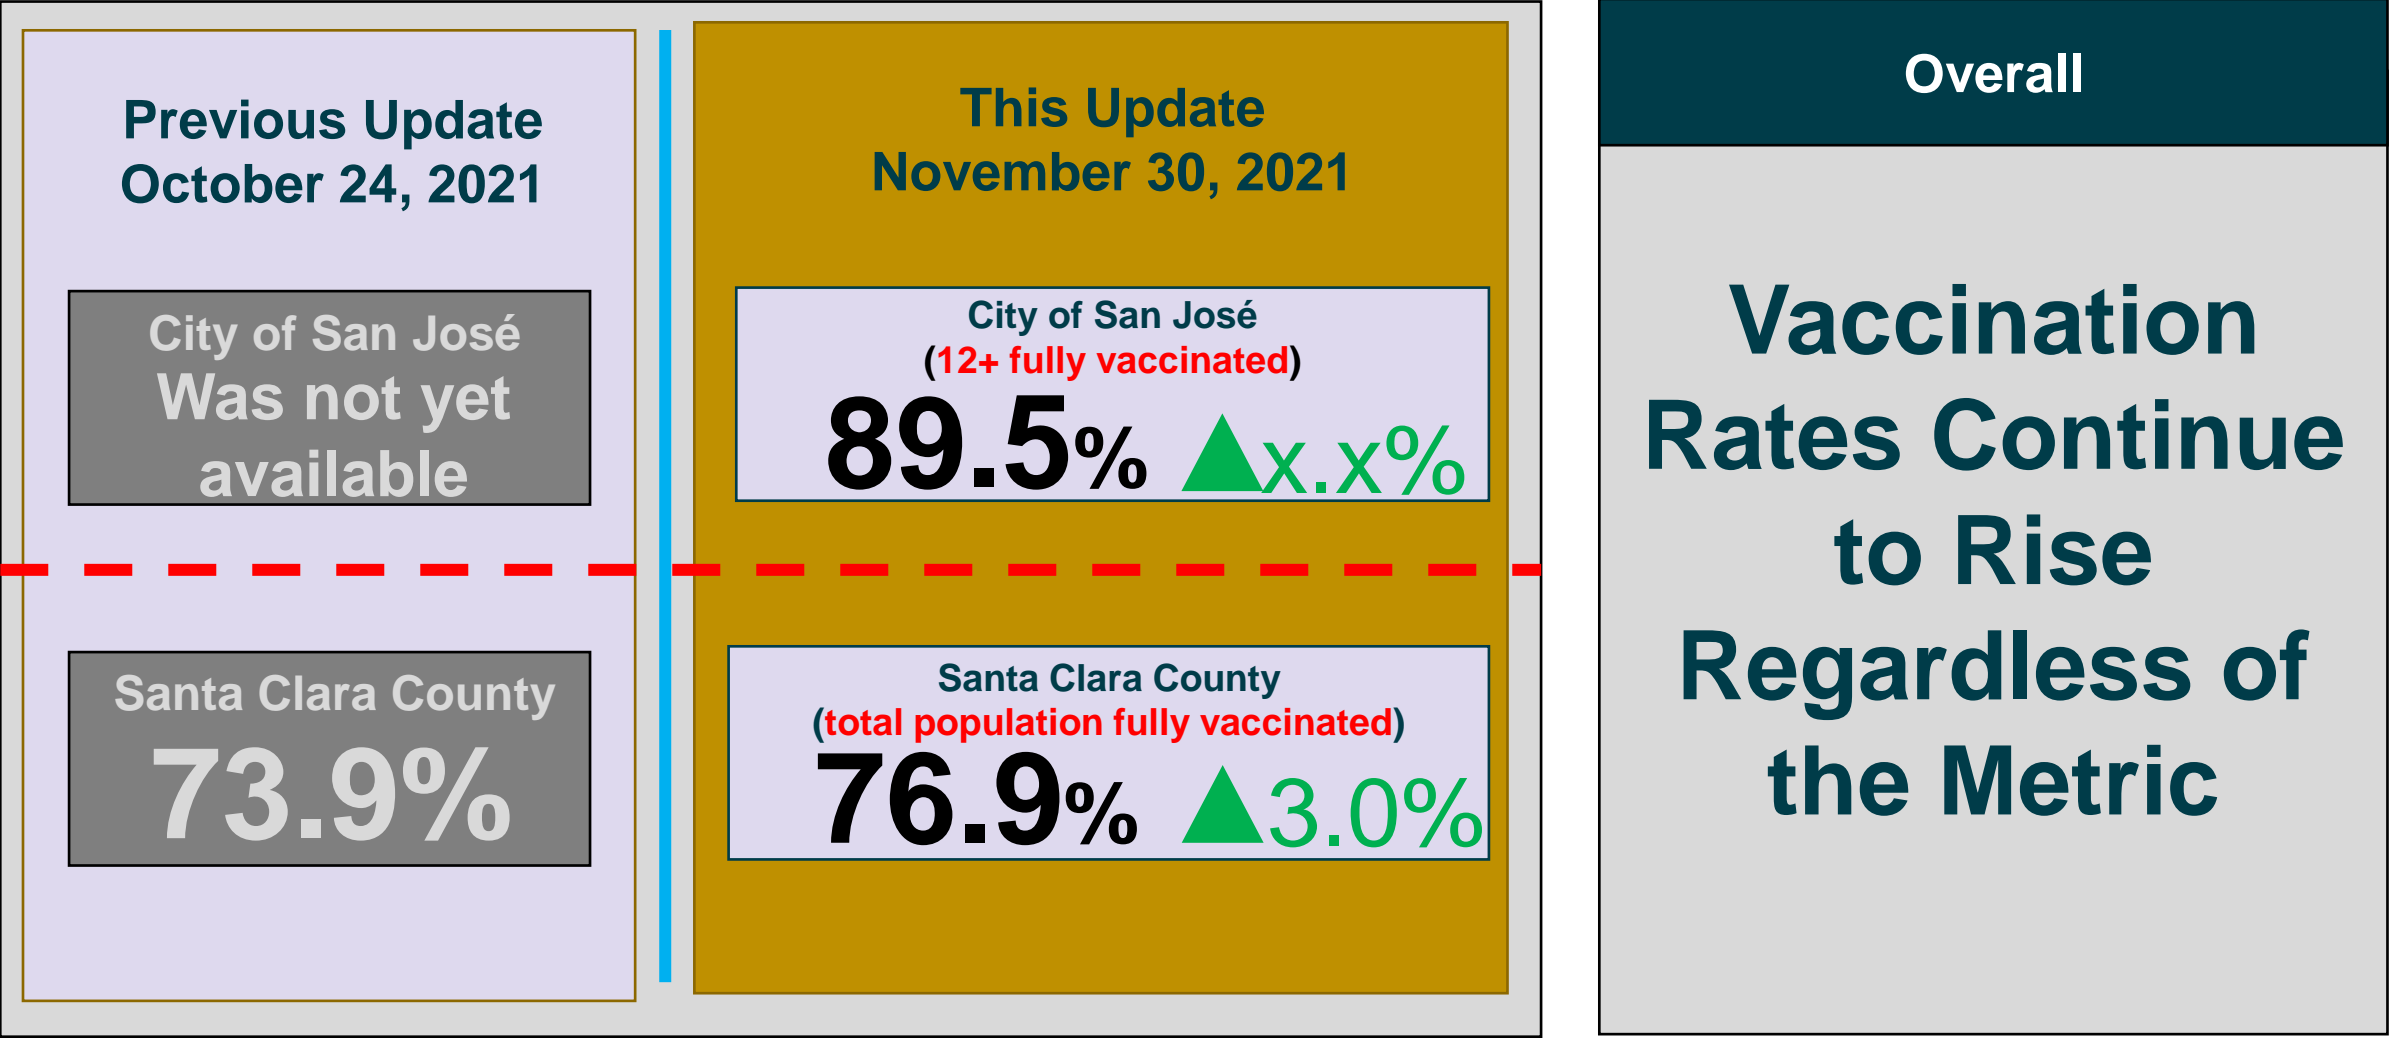 Previous Update
October 24, 2021
City of San José
Was not yet
available
Santa Clara County
73.9%
This Update
November 30, 2021
City of San José
(12+ fully vaccinated)
89.5% ▲x.x%
Santa Clara County
(total population fully vaccinated)
76.9% ▲3.0%
Overall
Vaccination
Rates Continue
to Rise
Regardless of
the Metric